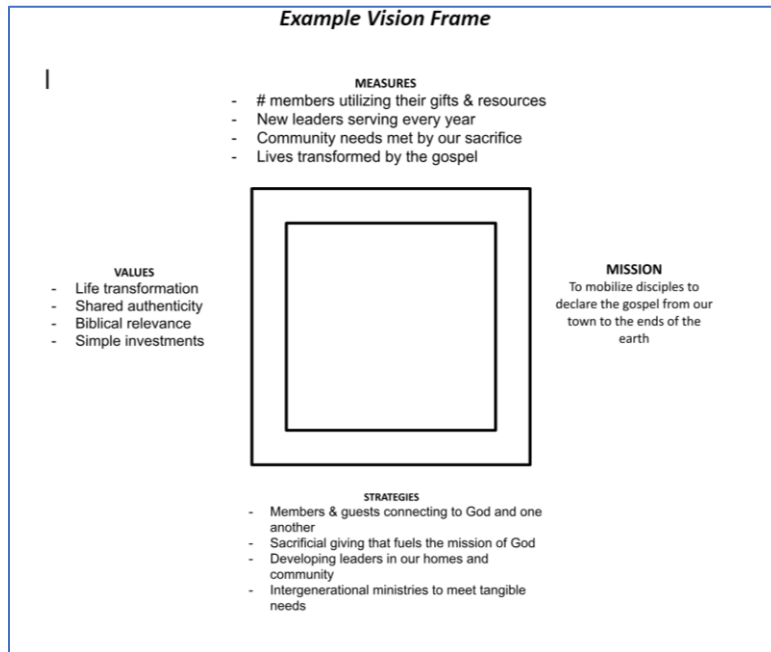 Example Vision Frame
MEASURES
- # members utilizing their gifts & resources
- New leaders serving every year
- Community needs met by our sacrifice
- Lives transformed by the gospel
VALUES
- Life transformation
- Shared authenticity
- Biblical relevance
- Simple investments
MISSION
To mobilize disciples to
declare the gospel from our
town to the ends of the
earth
STRATEGIES
- Members & guests connecting to God and one
another
- Sacrificial giving that fuels the mission of God
- Developing leaders in our homes and
community
- Intergenerational ministries to meet tangible
needs